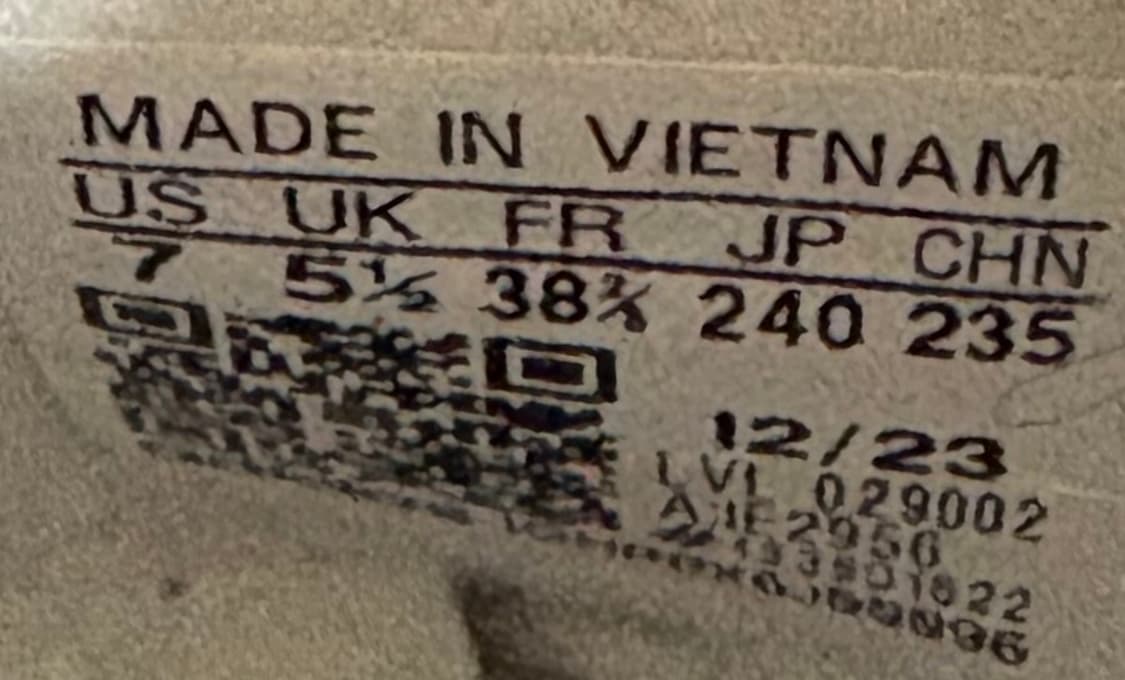 MADE IN VIETNAM
US UK FR JP CHN
7 5½ 38⅔ 240 235
12/23
LVL 029002